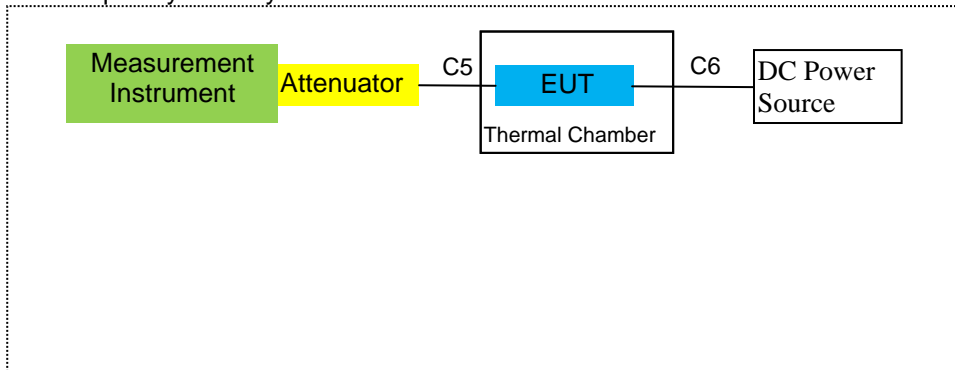 Measurement
Instrument
Attenuator
C5
EUT
Thermal Chamber
C6
DC Power
Source